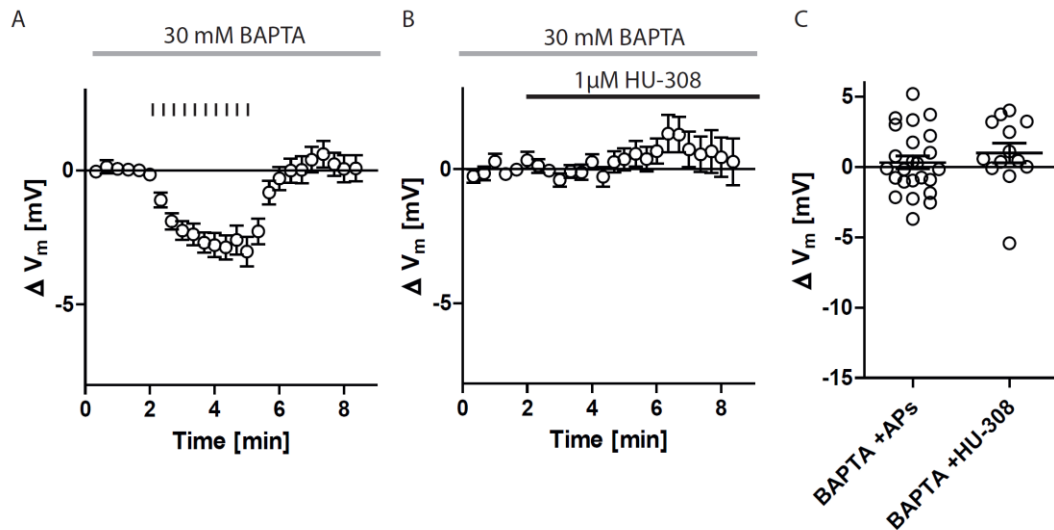 A
30 mM BAPTA
0
-5
Δ Vm [mV]
0 2 4 6 8
Time [min]
B
30 mM BAPTA
1µM HU-308
0
-5
Δ Vm [mV]
0 2 4 6 8
Time [min]
C
5
0
-5
-10
-15
Δ Vm [mV]
BAPTA +APs
BAPTA +HU-308